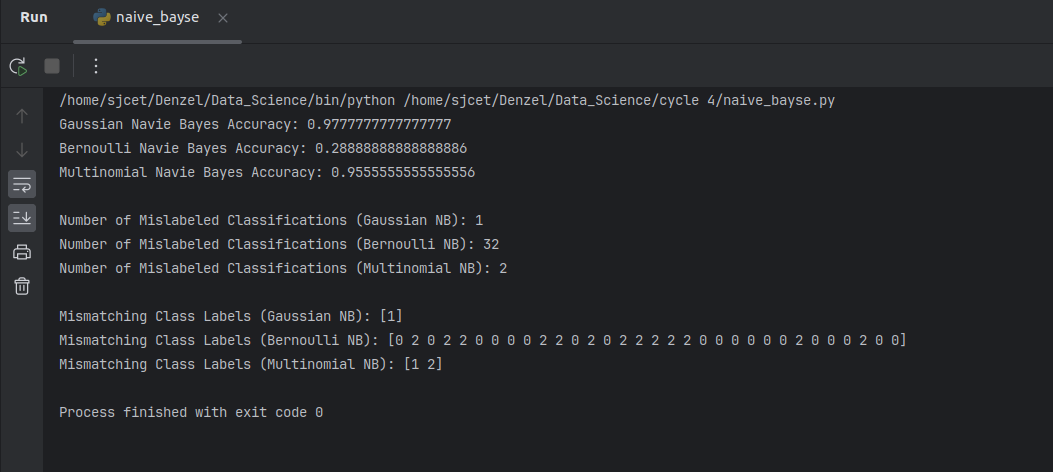 Run
naive_bayse
/home/sjcet/Denzel/Data_Science/bin/python /home/sjcet/Denzel/Data_Science/cycle 4/naive_bayse.py
Gaussian Navie Bayes Accuracy: 0.9777777777777777
Bernoulli Navie Bayes Accuracy: 0.28888888888888886
Multinomial Navie Bayes Accuracy: 0.9555555555555556
Number of Mislabeled Classifications (Gaussian NB): 1
Number of Mislabeled Classifications (Bernoulli NB): 32
Number of Mislabeled Classifications (Multinomial NB): 2
Mismatching Class Labels (Gaussian NB): [1]
Mismatching Class Labels (Bernoulli NB): [0 2 0 2 2 0 0 0 0 2 2 0 2 0 2 2 2 2 2 0 0 0 0 0 0 2 0 0 0 2 0 0]
Mismatching Class Labels (Multinomial NB): [1 2]
Process finished with exit code 0